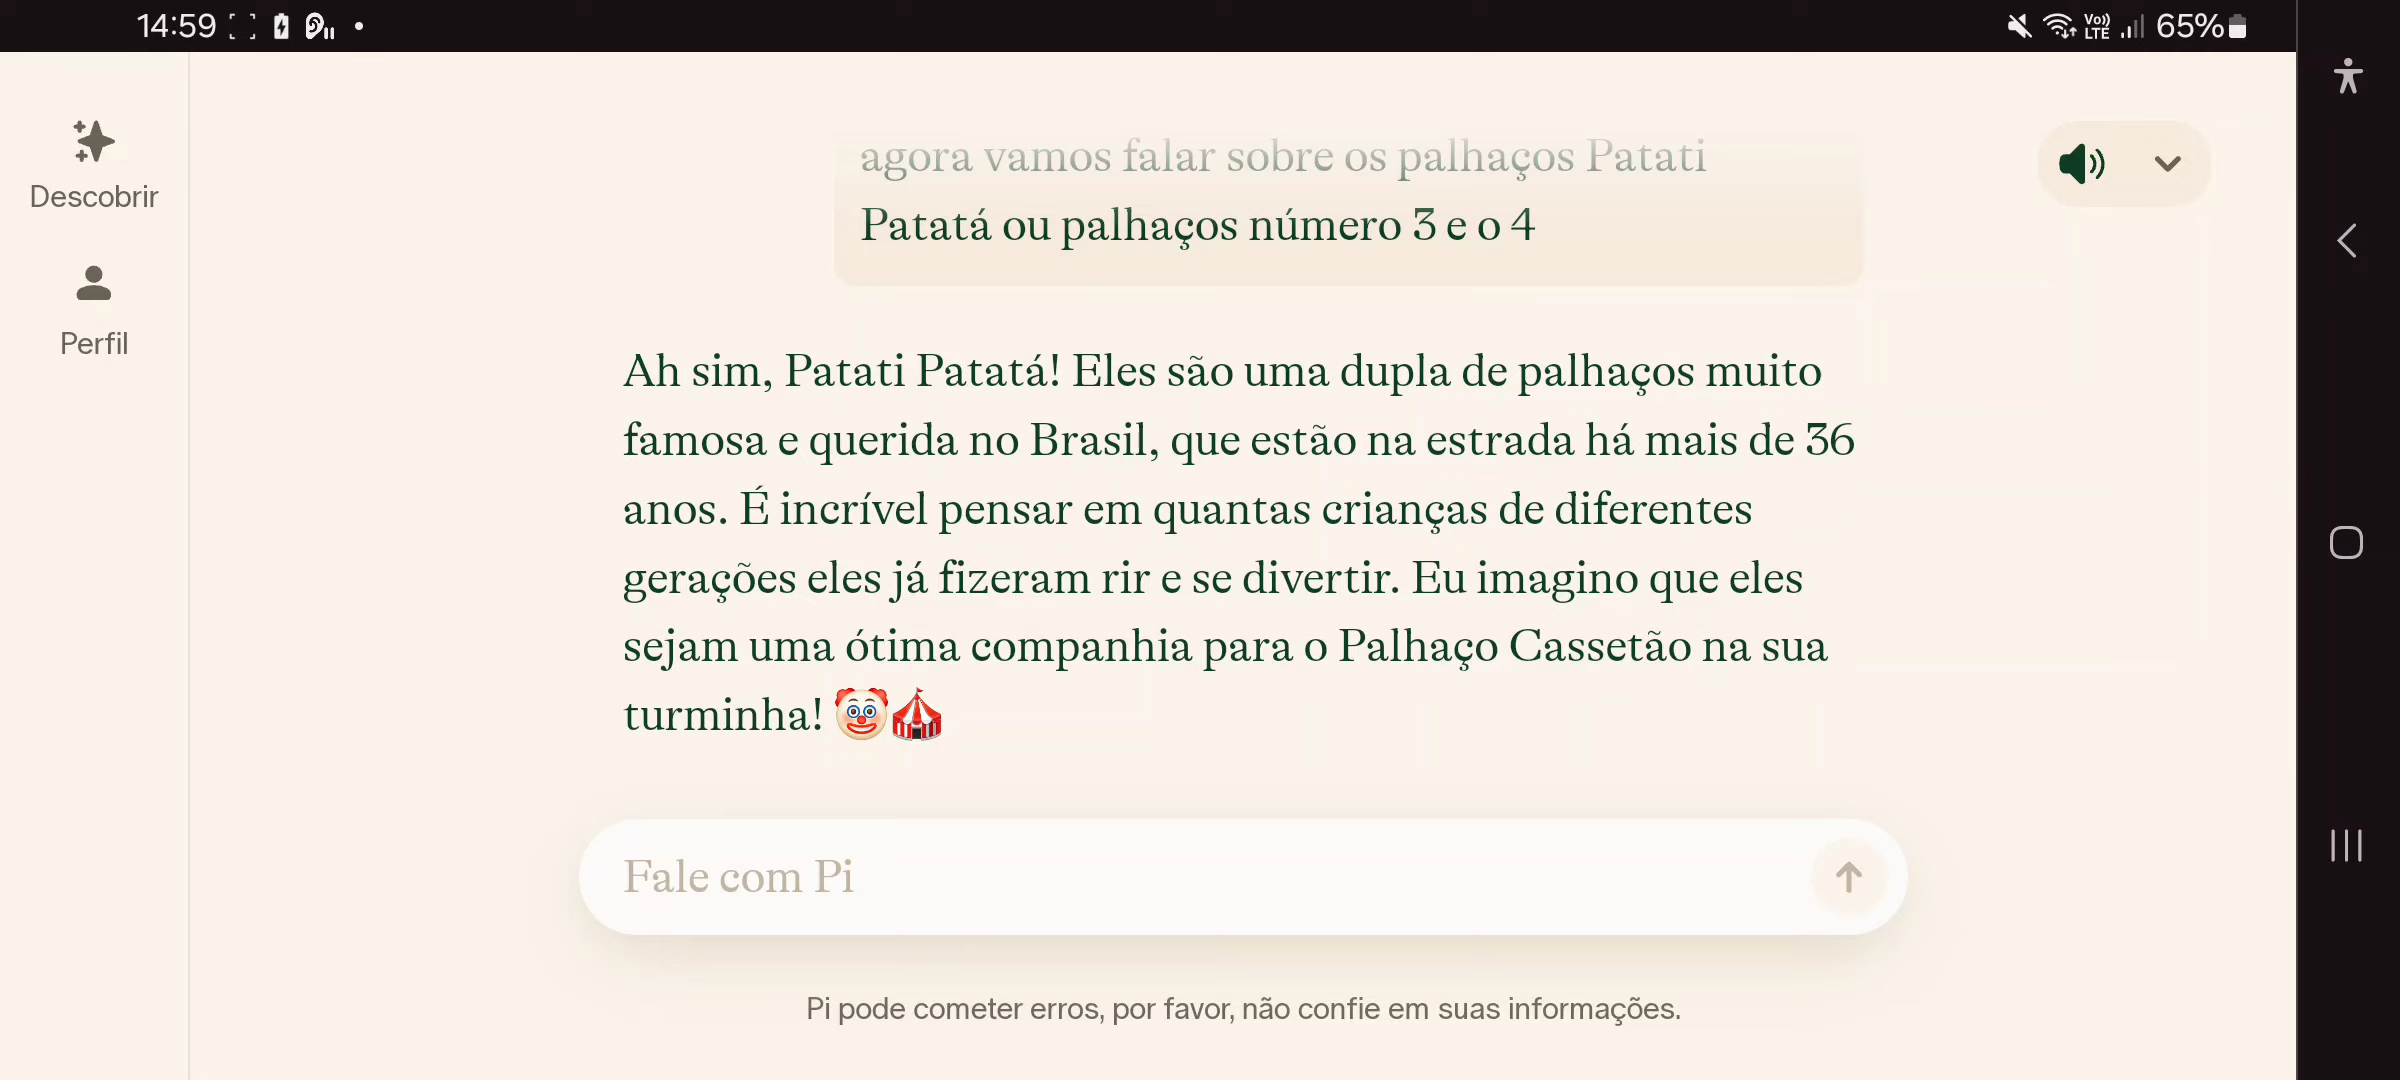 14:59
Vo)) LTE 65%
Descobrir
Perfil
agora vamos falar sobre os palhaços Patati
Patatá ou palhaços número 3 e o 4
Ah sim, Patati Patatá! Eles são uma dupla de palhaços muito
famosa e querida no Brasil, que estão na estrada há mais de 36
anos. É incrível pensar em quantas crianças de diferentes
gerações eles já fizeram rir e se divertir. Eu imagino que eles
sejam uma ótima companhia para o Palhaço Cassetão na sua
turminha! 🤡🎪
Fale com Pi
Pi pode cometer erros, por favor, não confie em suas informações.